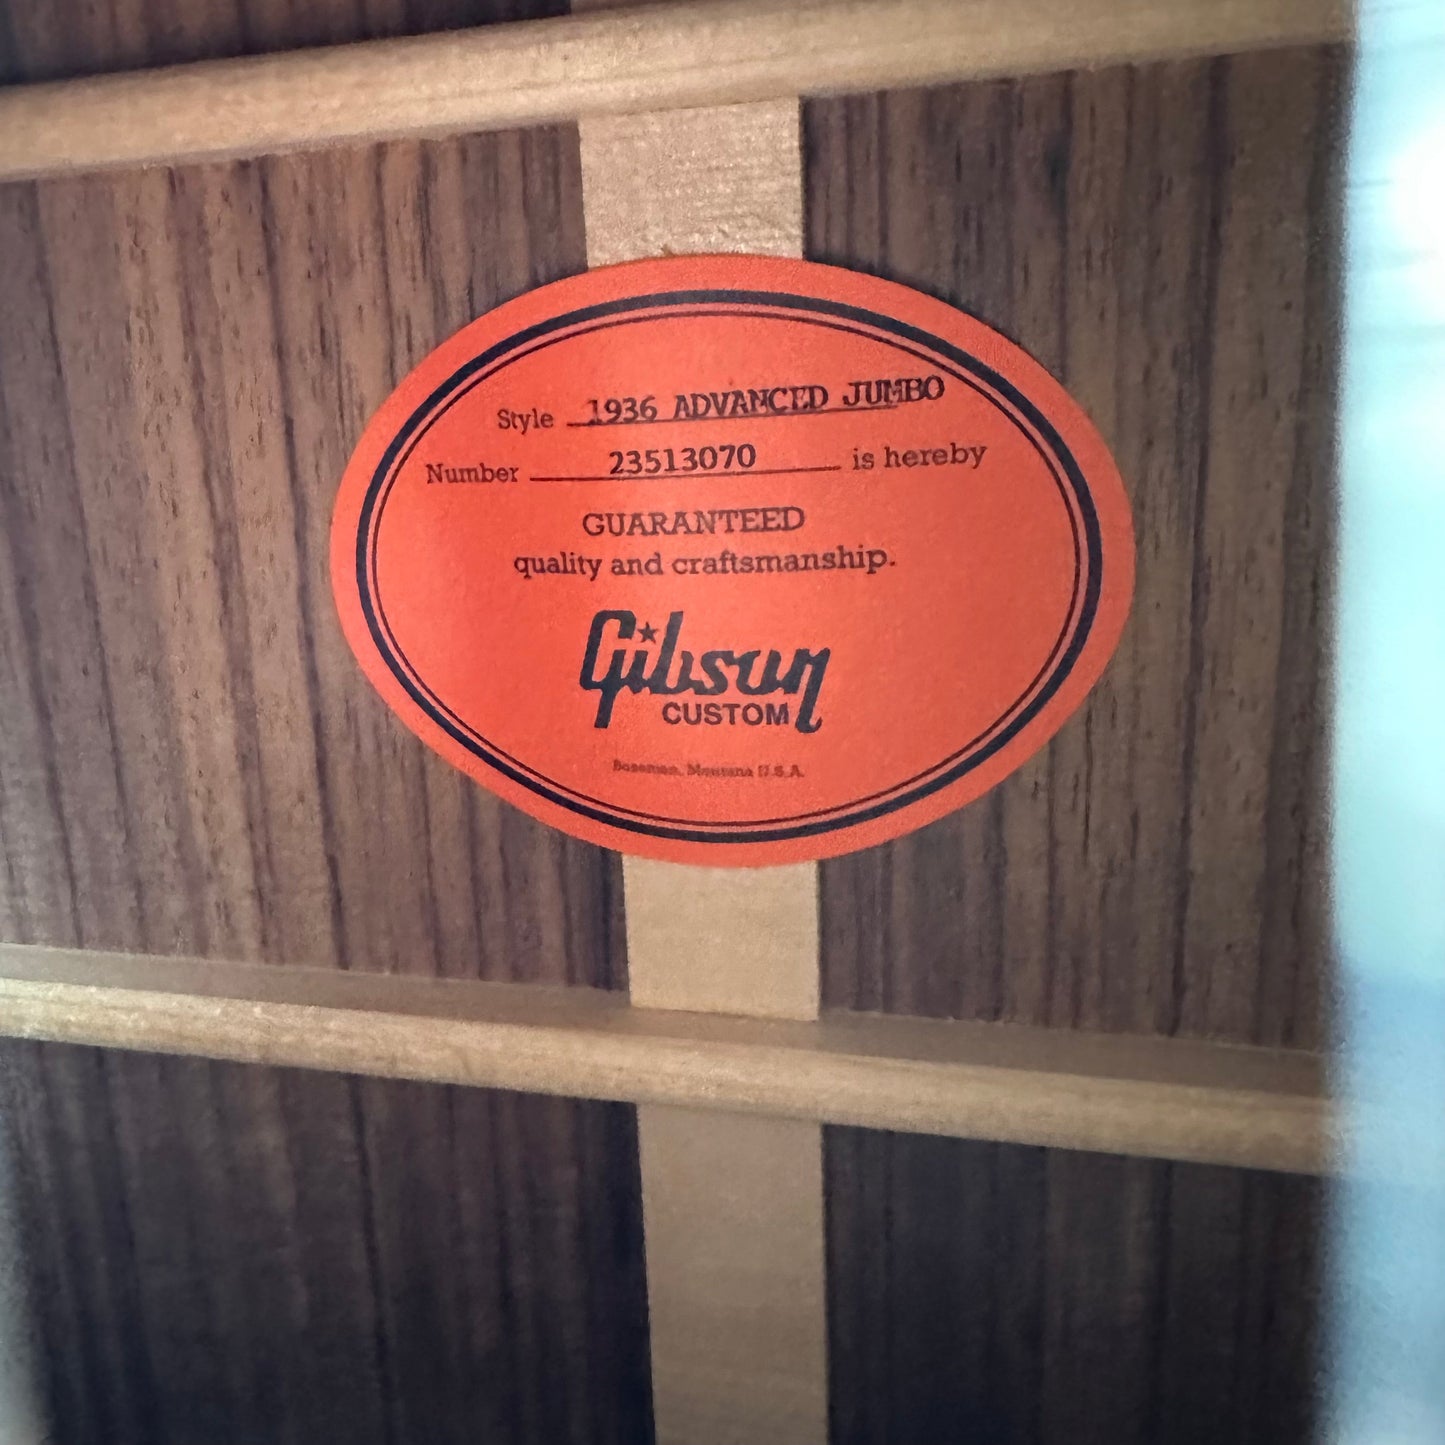 Style 1936 ADVANCED JUMBO
Number 23513070 is hereby
GUARANTEED
quality and craftsmanship.
Gibson
CUSTOM
Bozeman, Montana U.S.A.